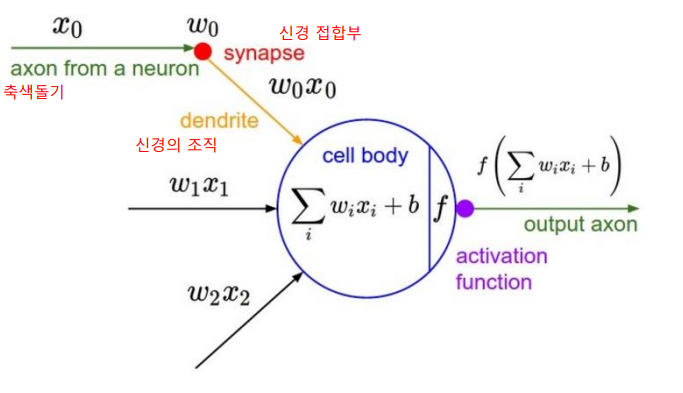 x₀
w₀
신경 접합부
synapse
axon from a neuron
축색돌기
w₀x₀
dendrite
신경의 조직
cell body
f(∑ᵢ wᵢxᵢ + b)
w₁x₁
∑ᵢ wᵢxᵢ + b
f
output axon
activation
function
w₂x₂